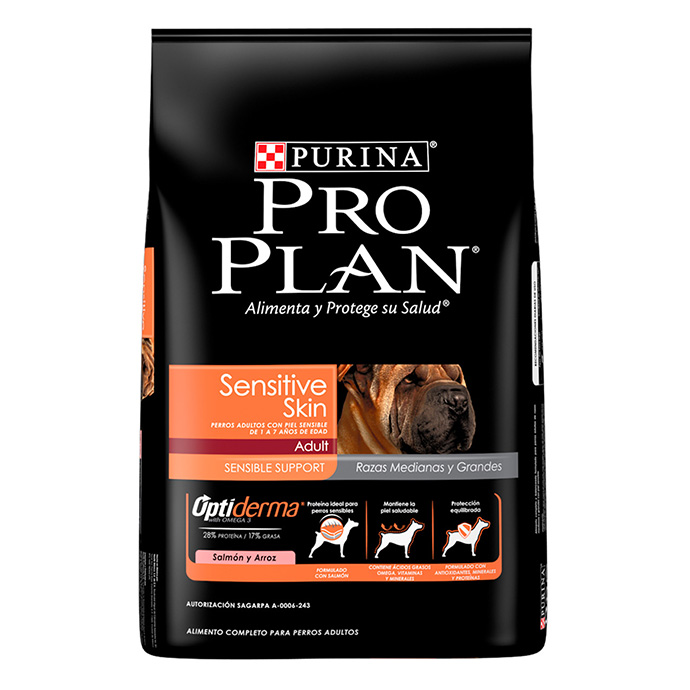 PURINA®
PRO
PLAN®
Alimenta y Protege su Salud®
Sensitive
Skin
PERROS ADULTOS CON PIEL SENSIBLE
DE 1 A 7 AÑOS DE EDAD
Adult
SENSIBLE SUPPORT
Razas Medianas y Grandes
Óptiderma®
with OMEGA 3
28% PROTEÍNA / 17% GRASA
Salmón y Arroz
Proteína ideal para
perros sensibles
FORMULADO
CON SALMÓN
Mantiene la
piel saludable
CONTIENE ÁCIDOS GRASOS
OMEGA, VITAMINAS
Y MINERALES
Protección
equilibrada
FORMULADO CON
ANTIOXIDANTES, MINERALES
Y PROTEÍNAS
AUTORIZACIÓN SAGARPA A-0006-243
ALIMENTO COMPLETO PARA PERROS ADULTOS
PURINA